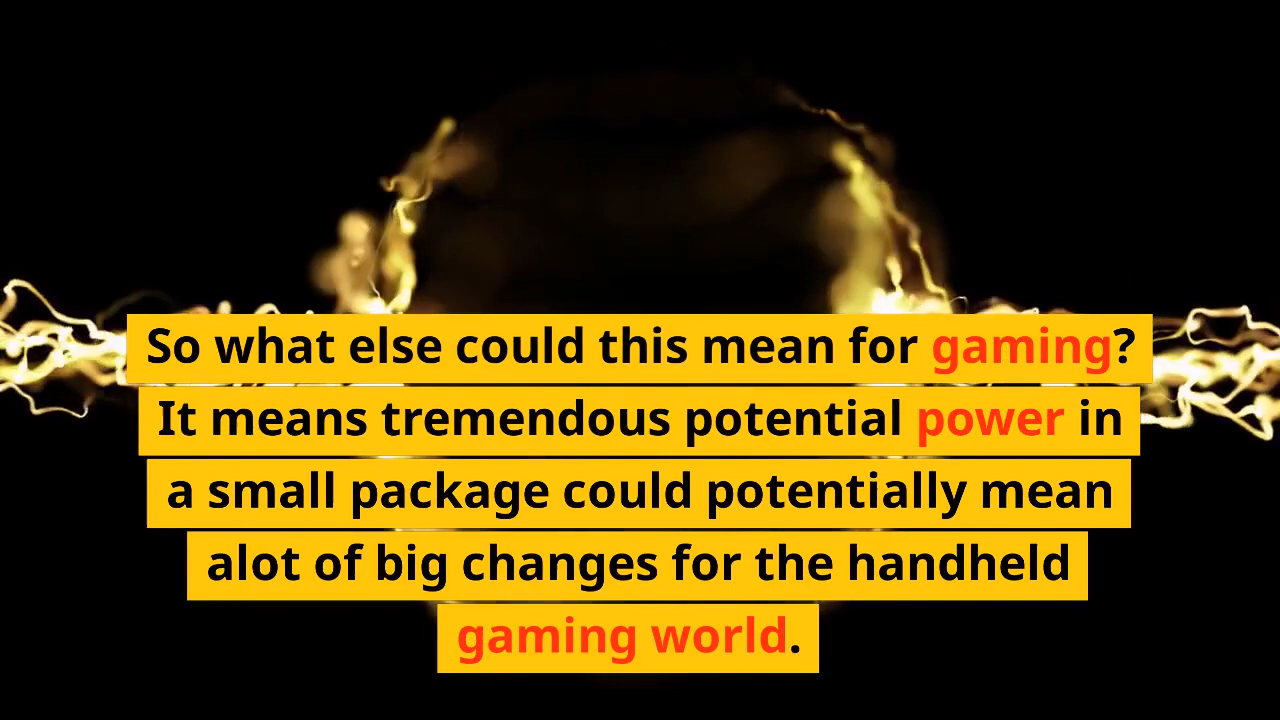 So what else could this mean for gaming?
It means tremendous potential power in
a small package could potentially mean
alot of big changes for the handheld
gaming world.